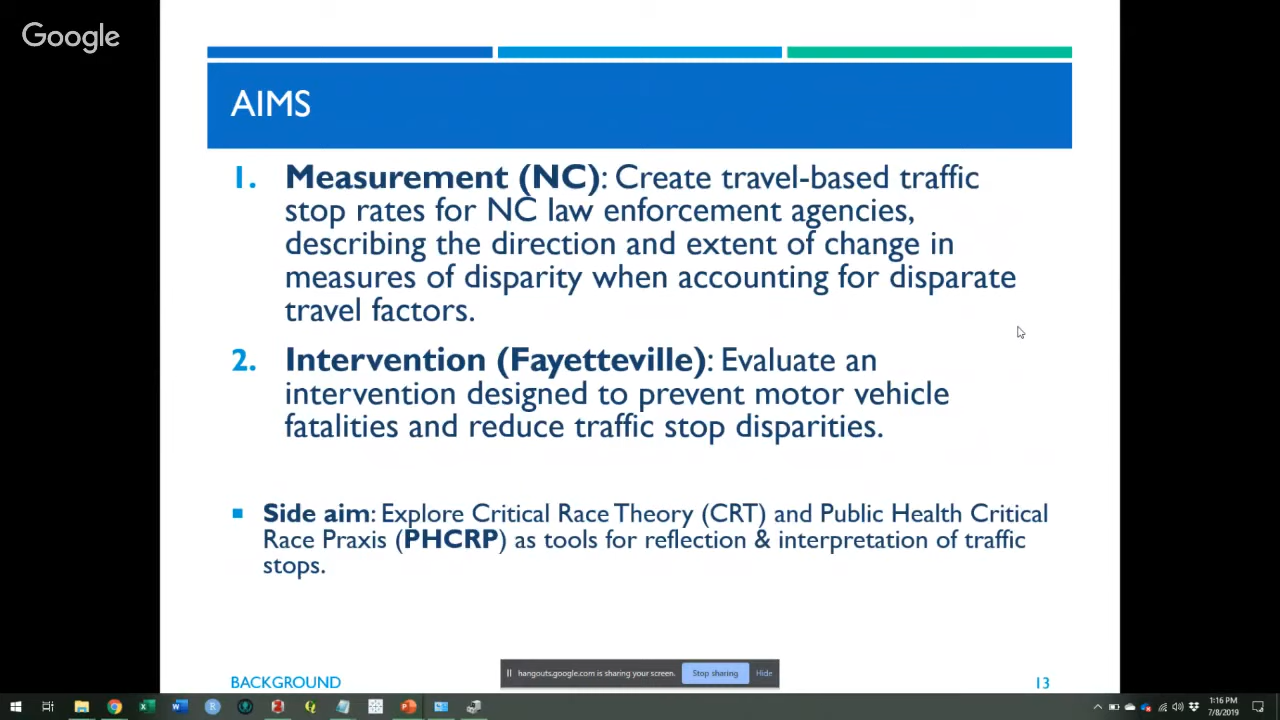 Google
AIMS
1. Measurement (NC): Create travel-based traffic
stop rates for NC law enforcement agencies,
describing the direction and extent of change in
measures of disparity when accounting for disparate
travel factors.
2. Intervention (Fayetteville): Evaluate an
intervention designed to prevent motor vehicle
fatalities and reduce traffic stop disparities.
Side aim: Explore Critical Race Theory (CRT) and Public Health Critical
Race Praxis (PHCRP) as tools for reflection & interpretation of traffic
stops.
hangouts.google.com is sharing your screen. Stop sharing Hide
BACKGROUND 13
1:16 PM
7/8/2019